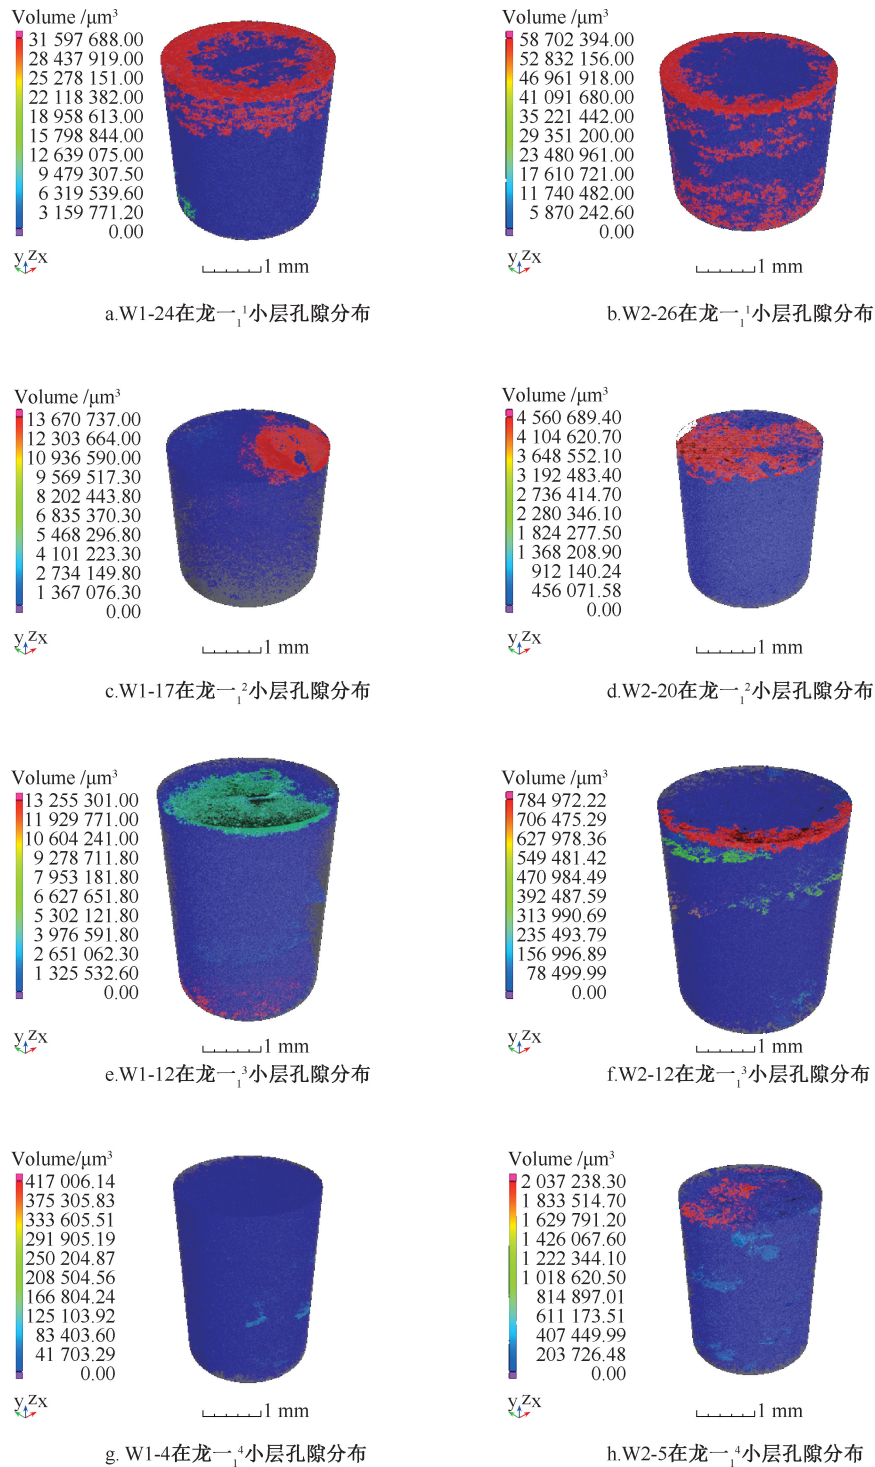 Volume /μm³
31 597 688.00
28 437 919.00
25 278 151.00
22 118 382.00
18 958 613.00
15 798 844.00
12 639 075.00
9 479 307.50
6 319 539.60
3 159 771.20
0.00
y z x
1 mm
a.W1-24在龙一₁¹小层孔隙分布
Volume /μm³
58 702 394.00
52 832 156.00
46 961 918.00
41 091 680.00
35 221 442.00
29 351 200.00
23 480 961.00
17 610 721.00
11 740 482.00
5 870 242.60
0.00
y z x
1 mm
b.W2-26在龙一₁¹小层孔隙分布
Volume /μm³
13 670 737.00
12 303 664.00
10 936 590.00
9 569 517.30
8 202 443.80
6 835 370.30
5 468 296.80
4 101 223.30
2 734 149.80
1 367 076.30
0.00
y z x
1 mm
c.W1-17在龙一₁²小层孔隙分布
Volume /μm³
4 560 689.40
4 104 620.70
3 648 552.10
3 192 483.40
2 736 414.70
2 280 346.10
1 824 277.50
1 368 208.90
912 140.24
456 071.58
0.00
y z x
1 mm
d.W2-20在龙一₁²小层孔隙分布
Volume /μm³
13 255 301.00
11 929 771.00
10 604 241.00
9 278 711.80
7 953 181.80
6 627 651.80
5 302 121.80
3 976 591.80
2 651 062.30
1 325 532.60
0.00
y z x
1 mm
e.W1-12在龙一₁³小层孔隙分布
Volume /μm³
784 972.22
706 475.29
627 978.36
549 481.42
470 984.49
392 487.59
313 990.69
235 493.79
156 996.89
78 499.99
0.00
y z x
1 mm
f.W2-12在龙一₁³小层孔隙分布
Volume/μm³
417 006.14
375 305.83
333 605.51
291 905.19
250 204.87
208 504.56
166 804.24
125 103.92
83 403.60
41 703.29
0.00
y z x
1 mm
g. W1-4在龙一₁⁴小层孔隙分布
Volume /μm³
2 037 238.30
1 833 514.70
1 629 791.20
1 426 067.60
1 222 344.10
1 018 620.50
814 897.01
611 173.51
407 449.99
203 726.48
0.00
y z x
1 mm
h.W2-5在龙一₁⁴小层孔隙分布